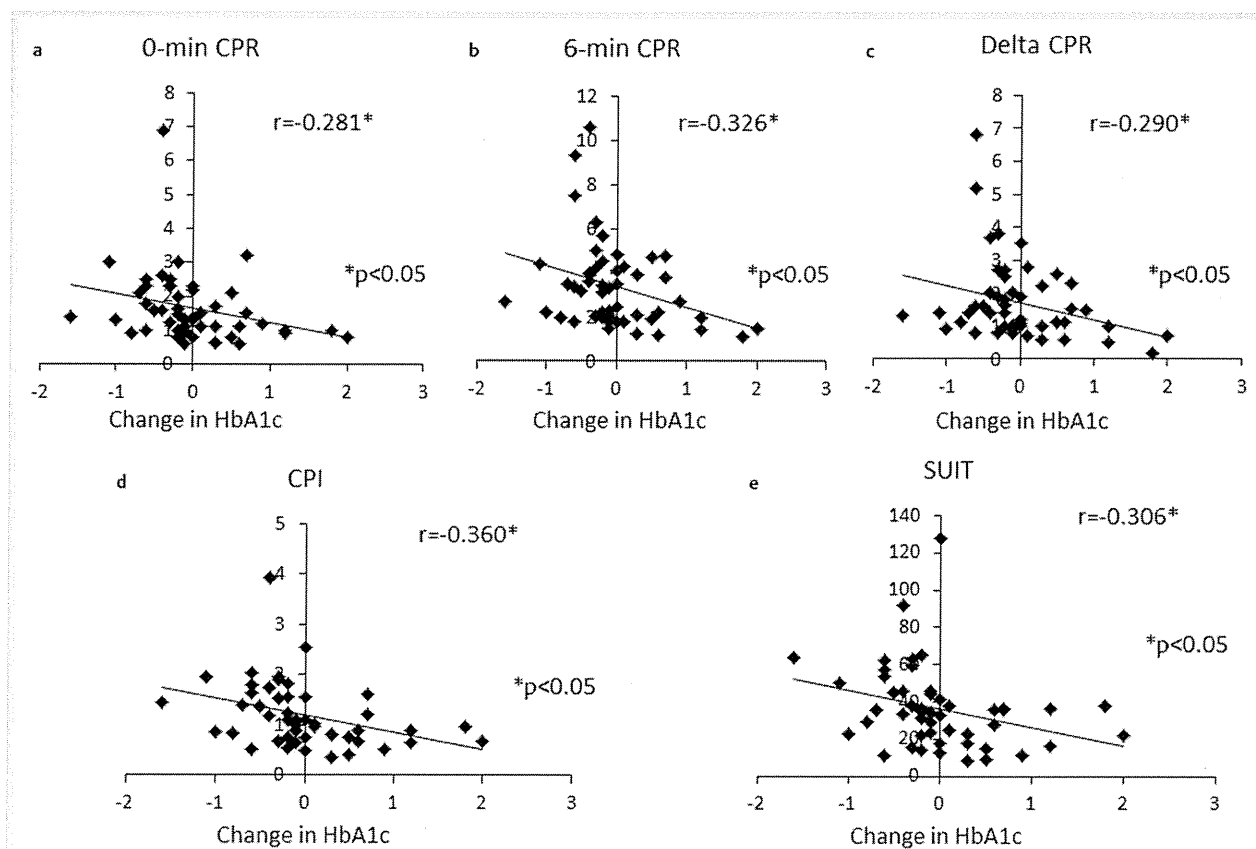 a 0-min CPR
8
7
6
5
4
3
2
1
0
-2 -1 0 1 2 3
r=-0.281*
*p<0.05
Change in HbA1c
b 6-min CPR
12
10
8
6
4
2
0
-2 -1 0 1 2 3
r=-0.326*
*p<0.05
Change in HbA1c
c Delta CPR
8
7
6
5
4
3
2
1
0
-2 -1 0 1 2 3
r=-0.290*
*p<0.05
Change in HbA1c
d CPI
5
4
3
2
1
0
-2 -1 0 1 2 3
r=-0.360*
*p<0.05
Change in HbA1c
e SUIT
140
120
100
80
60
40
20
0
-2 -1 0 1 2 3
r=-0.306*
*p<0.05
Change in HbA1c